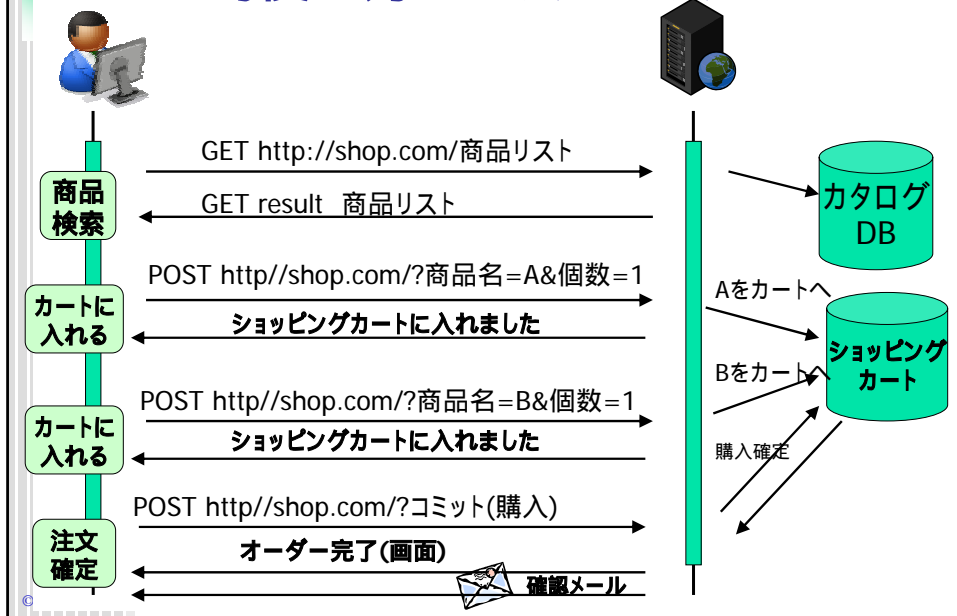 GET http://shop.com/商品リスト
商品
検索
GET result 商品リスト
カタログ
DB
POST http//shop.com/?商品名=A&個数=1
カートに
入れる
ショッピングカートに入れました
Aをカートへ
ショッピング
カート
Bをカートへ
POST http//shop.com/?商品名=B&個数=1
カートに
入れる
ショッピングカートに入れました
購入確定
POST http//shop.com/?コミット(購入)
注文
確定
オーダー完了(画面)
確認メール
©